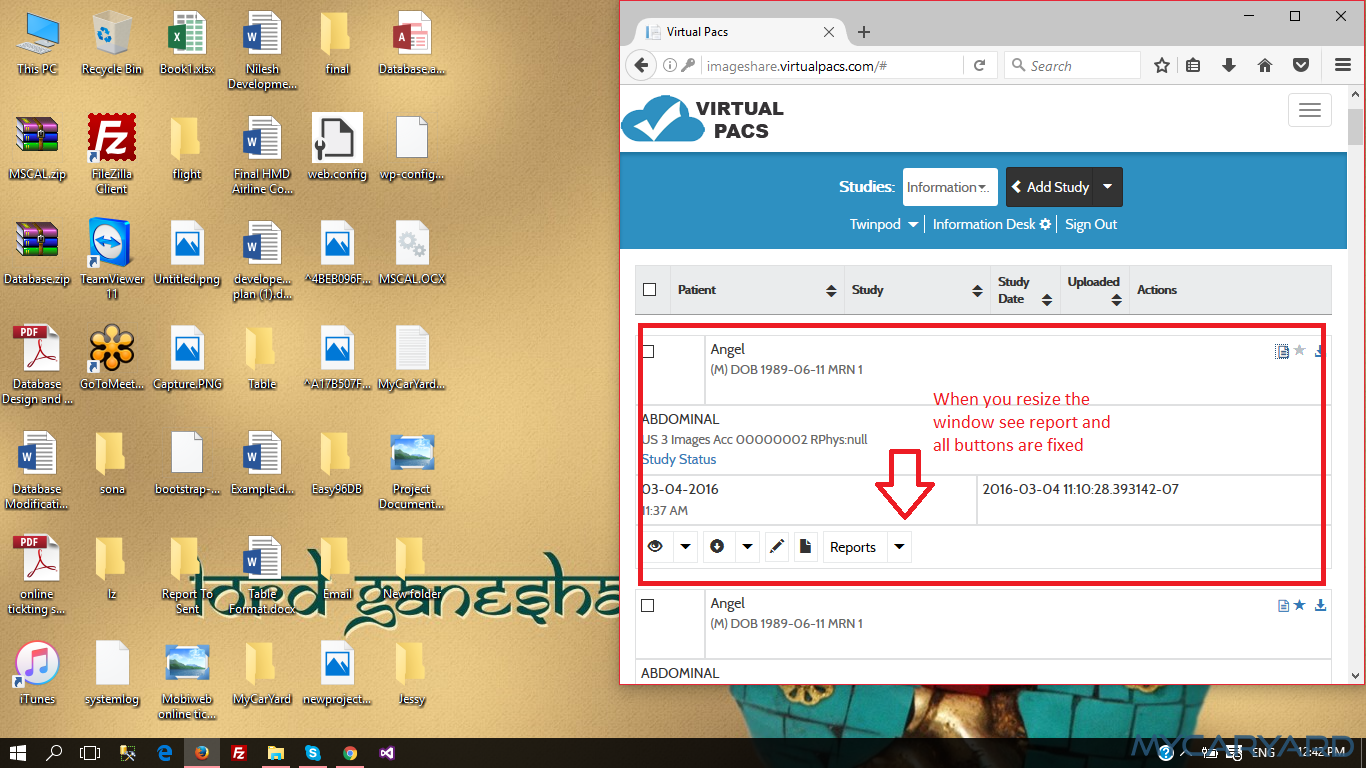 This PC
Recycle Bin
Book1.xlsx
Nilesh
Developme...
final
Database.a...
MSCAL.zip
FileZilla
Client
flight
Final HMD
Airline Co...
web.config
wp-config...
Database.zip
TeamViewer
11
Untitled.png
develope...
plan (1).d...
^4BEB096F...
MSCAL.OCX
PDF
Database
Design and ...
GoToMeet...
Capture.PNG
Table
^A17B507F...
MyCarYard...
Database
Modificati...
sona
bootstrap-...
Example.d...
Easy96DB
Project
Document...
PDF
online
tickting s...
lz
Report To
Sent
Table
Format.docx
Email
New folder
lord ganesha
iTunes
systemlog
Mobiweb
online tic...
MyCarYard
newproject...
Jessy
Virtual Pacs
imageshare.virtualpacs.com/#
Search
VIRTUAL
PACS
Studies:
Information...
Add Study
Twinpod
Information Desk
Sign Out
Patient
Study
Study
Date
Uploaded
Actions
Angel
(M) DOB 1989-06-11 MRN 1
When you resize the
window see report and
all buttons are fixed
ABDOMINAL
US 3 Images Acc 00000002 RPhys:null
Study Status
03-04-2016
11:37 AM
2016-03-04 11:10:28.393142-07
Reports
Angel
(M) DOB 1989-06-11 MRN 1
ABDOMINAL
MYCARYARD
ENG
12:42 PM